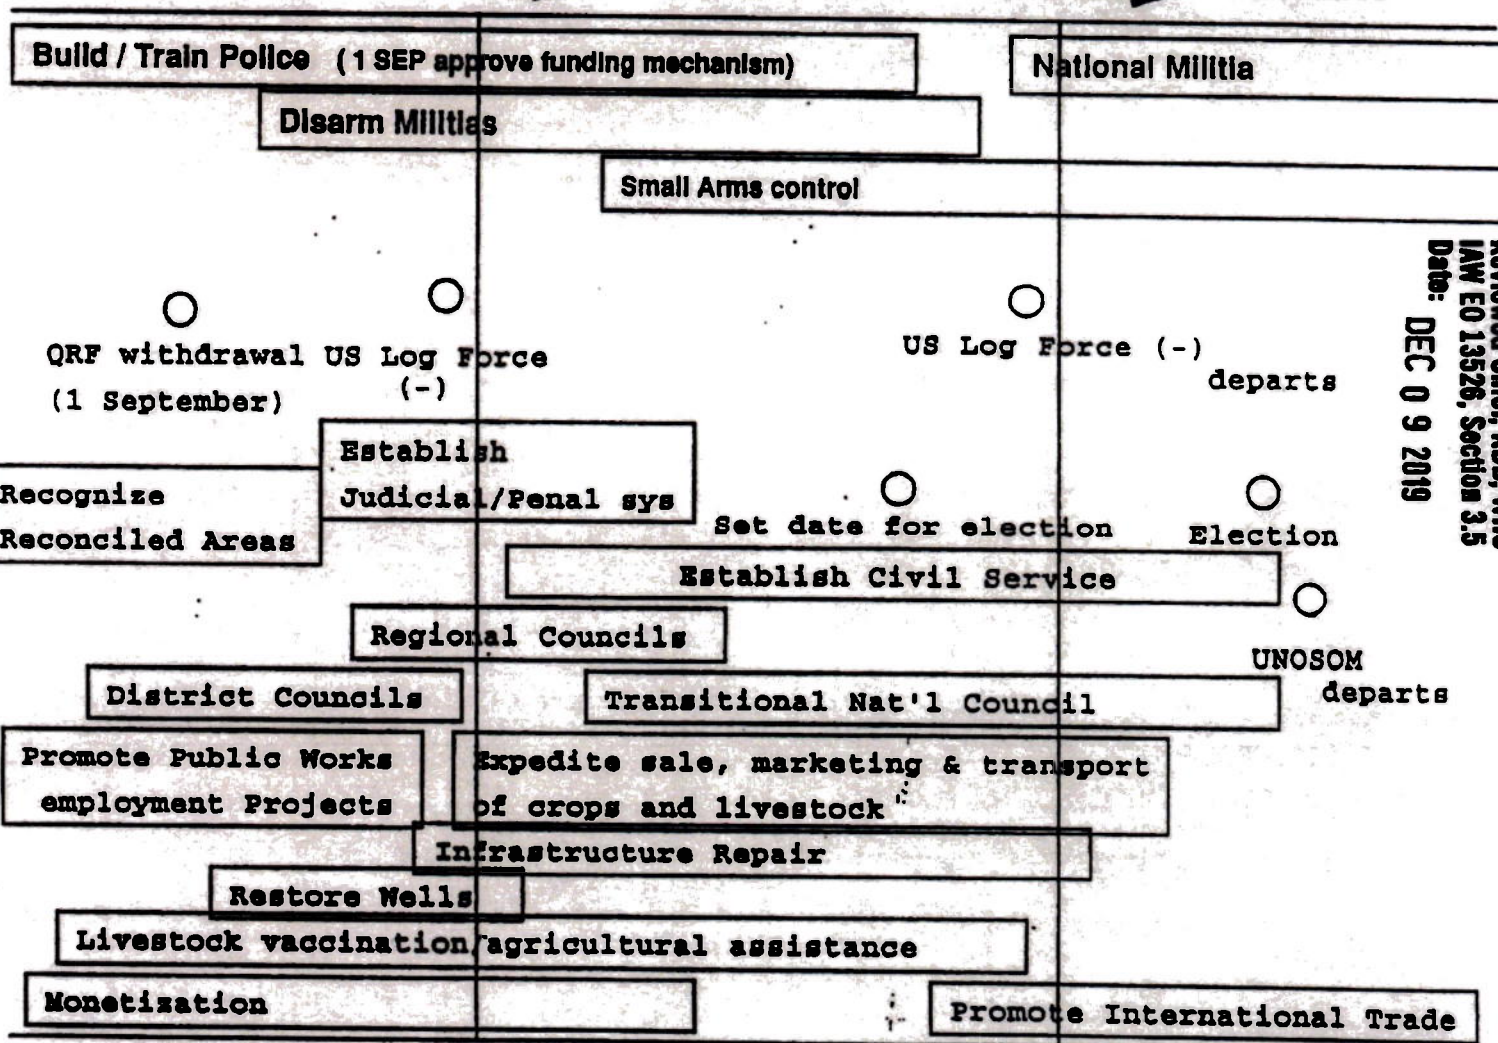 Build / Train Police (1 SEP approve funding mechanism)
National Militia
Disarm Militias
Small Arms control
QRF withdrawal
(1 September)
US Log Force
(-)
US Log Force (-)
departs
Recognize
Reconciled Areas
Establish
Judicial/Penal sys
Set date for election
Election
Establish Civil Service
Regional Councils
UNOSOM
departs
District Councils
Transitional Nat'l Council
Promote Public Works
employment Projects
Expedite sale, marketing & transport
of crops and livestock
Infrastructure Repair
Restore Wells
Livestock vaccination/agricultural assistance
Monetization
Promote International Trade
IAW EO 13526, Section 3.5
Date: DEC 09 2019